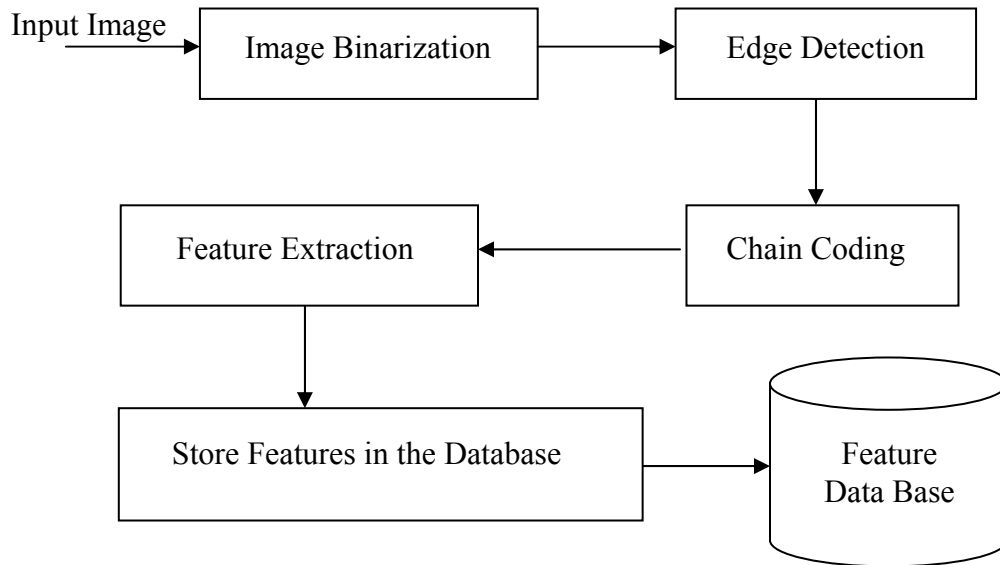 Input Image
Image Binarization
Edge Detection
Feature Extraction
Chain Coding
Store Features in the Database
Feature
Data Base